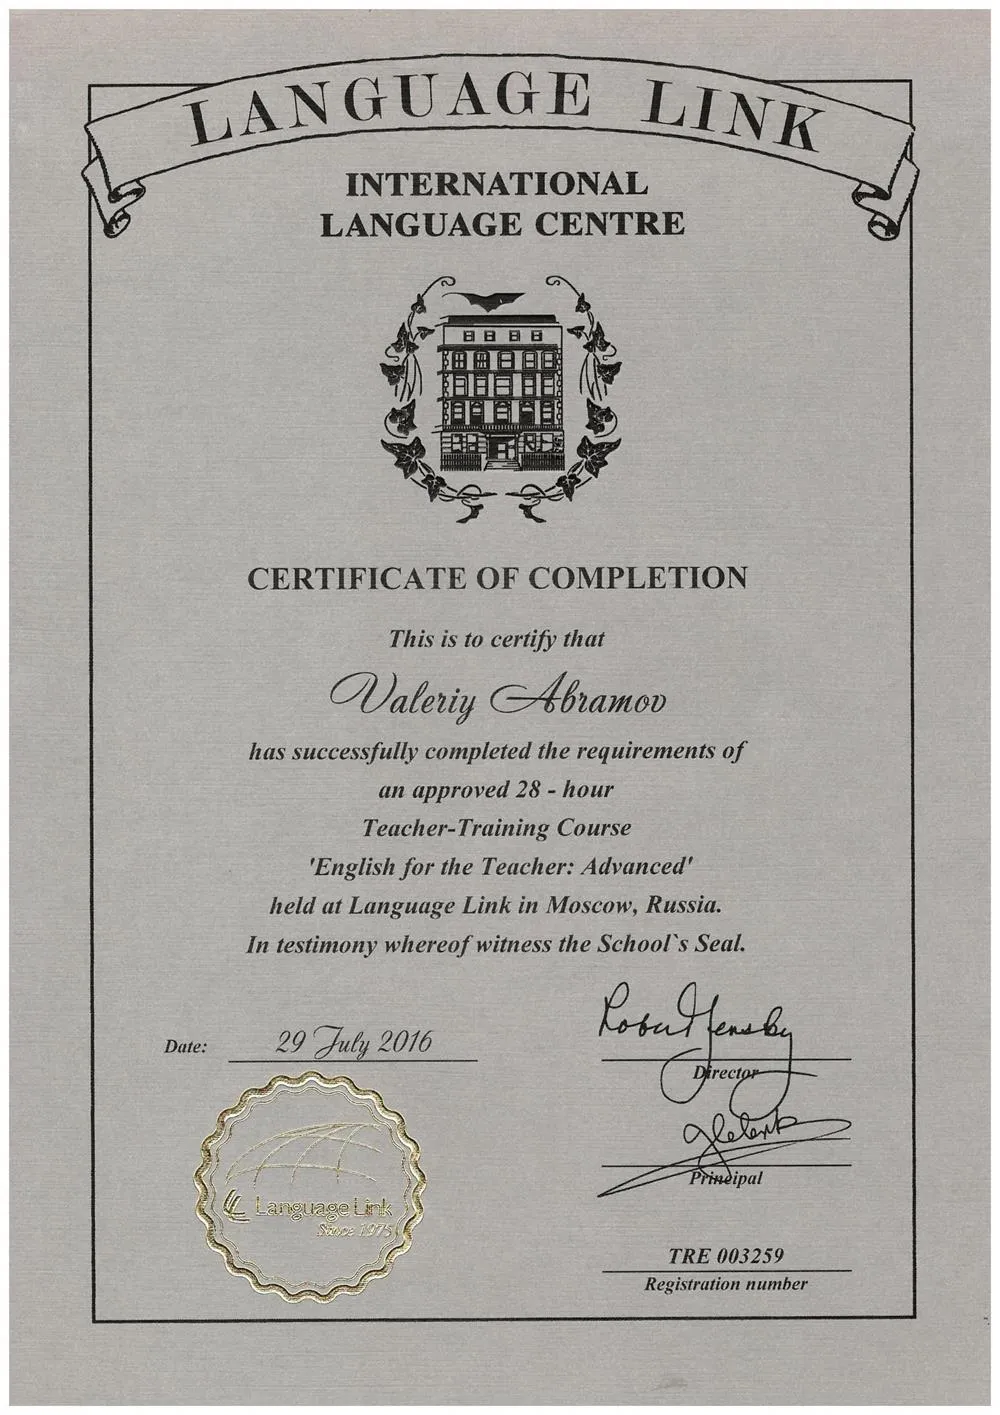 LANGUAGE LINK
INTERNATIONAL
LANGUAGE CENTRE
CERTIFICATE OF COMPLETION
This is to certify that
Valeriy Abramov
has successfully completed the requirements of
an approved 28 - hour
Teacher-Training Course
'English for the Teacher: Advanced'
held at Language Link in Moscow, Russia.
In testimony whereof witness the School`s Seal.
Date: 29 July 2016
Director
Principal
Language Link
Since 1975
TRE 003259
Registration number